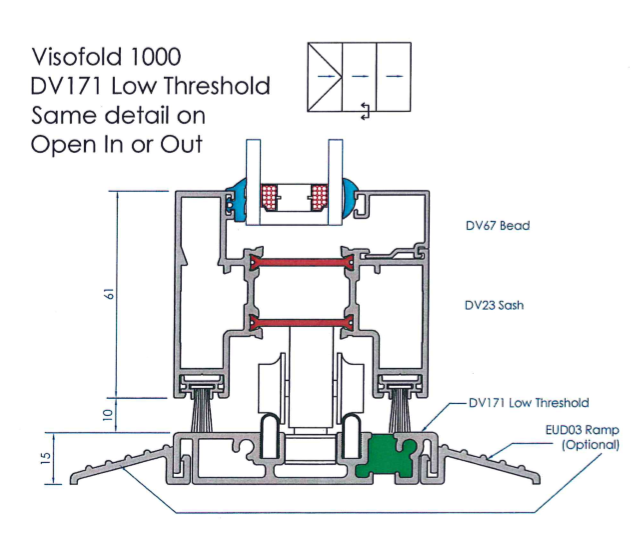 Visofold 1000
DV171 Low Threshold
Same detail on
Open In or Out
DV67 Bead
61
DV23 Sash
DV171 Low Threshold
10
EUD03 Ramp
(Optional)
15